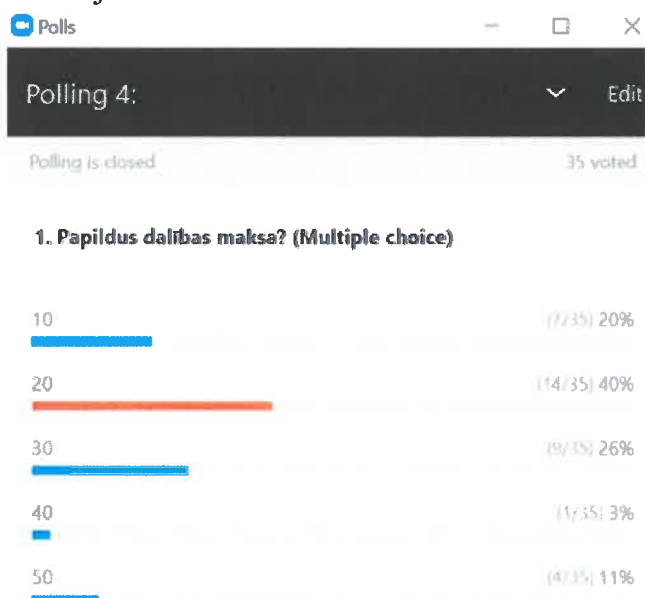 Polls
Polling 4:
Edit
Polling is closed
35 voted
1. Papildus dalības maksa? (Multiple choice)
10
(7/35) 20%
20
(14/35) 40%
30
(9/35) 26%
40
(1/35) 3%
50
(4/35) 11%